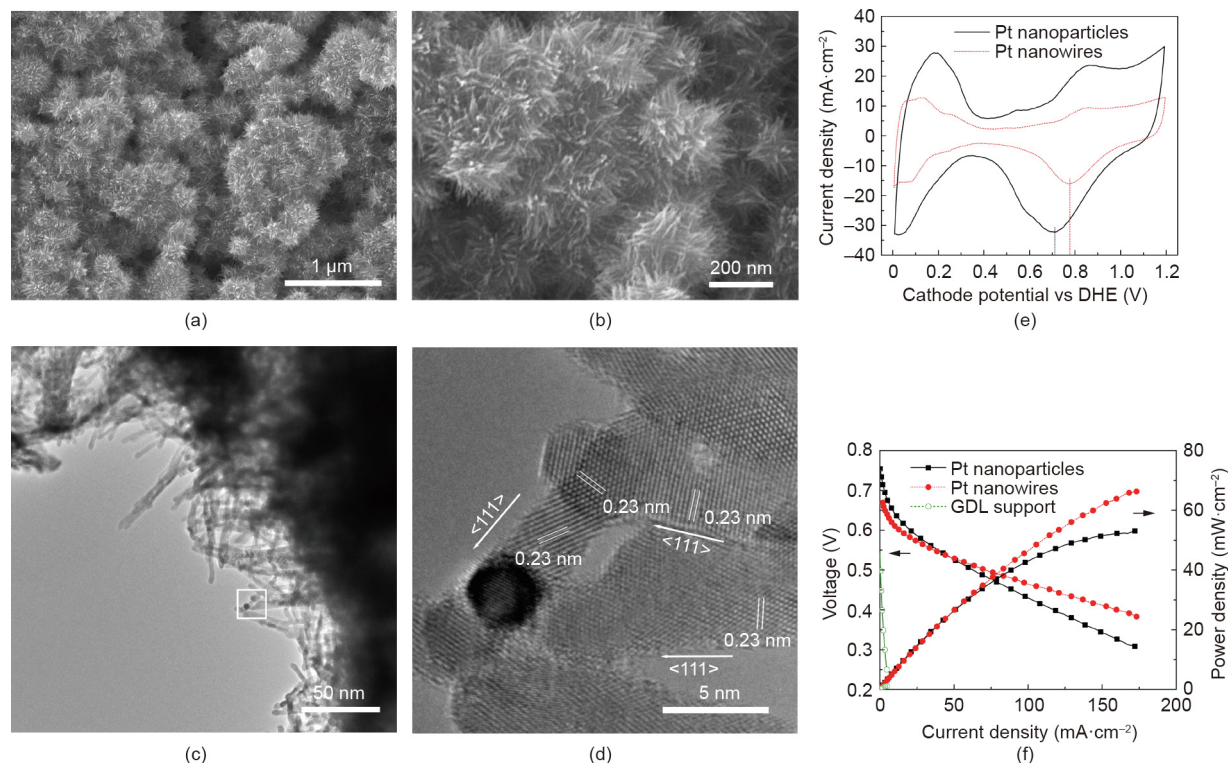 1 μm
(a)
200 nm
(b)
Pt nanoparticles
Pt nanowires
40
30
20
10
0
–10
–20
–30
–40
Current density (mA·cm⁻²)
0 0.2 0.4 0.6 0.8 1.0 1.2
Cathode potential vs DHE (V)
(e)
50 nm
(c)
<111>
0.23 nm
0.23 nm
0.23 nm
<111>
0.23 nm
<111>
5 nm
(d)
Pt nanoparticles
Pt nanowires
GDL support
0.8
0.7
0.6
0.5
0.4
0.3
0.2
Voltage (V)
80
60
40
20
0
Power density (mW·cm⁻²)
0 50 75 100 125 150 175 200
Current density (mA·cm⁻²)
(f)